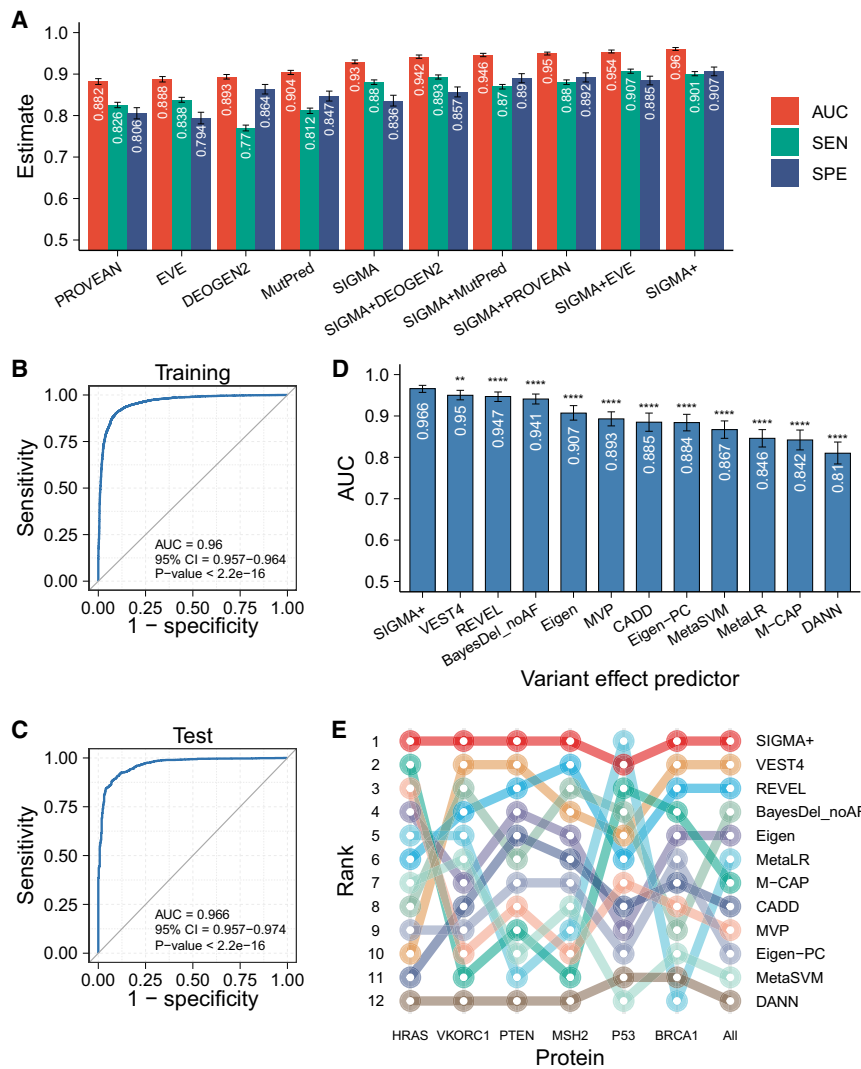 A
1.0
0.9
0.8
0.7
0.6
0.5
Estimate
0.882
0.826
0.806
0.888
0.838
0.794
0.893
0.77
0.864
0.904
0.812
0.847
0.93
0.88
0.836
0.942
0.893
0.857
0.946
0.87
0.89
0.95
0.88
0.892
0.954
0.907
0.885
0.96
0.901
0.907
AUC
SEN
SPE
PROVEAN
EVE
DEOGEN2
MutPred
SIGMA
SIGMA+DEOGEN2
SIGMA+MutPred
SIGMA+PROVEAN
SIGMA+EVE
SIGMA+
B
Training
1.00
0.75
0.50
0.25
0.00
Sensitivity
AUC = 0.96
95% CI = 0.957−0.964
P-value < 2.2e−16
0.00 0.25 0.50 0.75 1.00
1 − specificity
C
Test
1.00
0.75
0.50
0.25
0.00
Sensitivity
AUC = 0.966
95% CI = 0.957−0.974
P-value < 2.2e−16
0.00 0.25 0.50 0.75 1.00
1 − specificity
D
1.0
0.9
0.8
0.7
0.6
0.5
AUC
** **** **** **** **** **** **** **** **** **** ****
0.966
0.95
0.947
0.941
0.907
0.893
0.885
0.884
0.867
0.846
0.842
0.81
SIGMA+
VEST4
REVEL
BayesDel_noAF
Eigen
MVP
CADD
Eigen−PC
MetaSVM
MetaLR
M−CAP
DANN
Variant effect predictor
E
Rank
1 SIGMA+
2 VEST4
3 REVEL
4 BayesDel_noAF
5 Eigen
6 MetaLR
7 M−CAP
8 CADD
9 MVP
10 Eigen−PC
11 MetaSVM
12 DANN
HRAS VKORC1 PTEN MSH2 P53 BRCA1 All
Protein